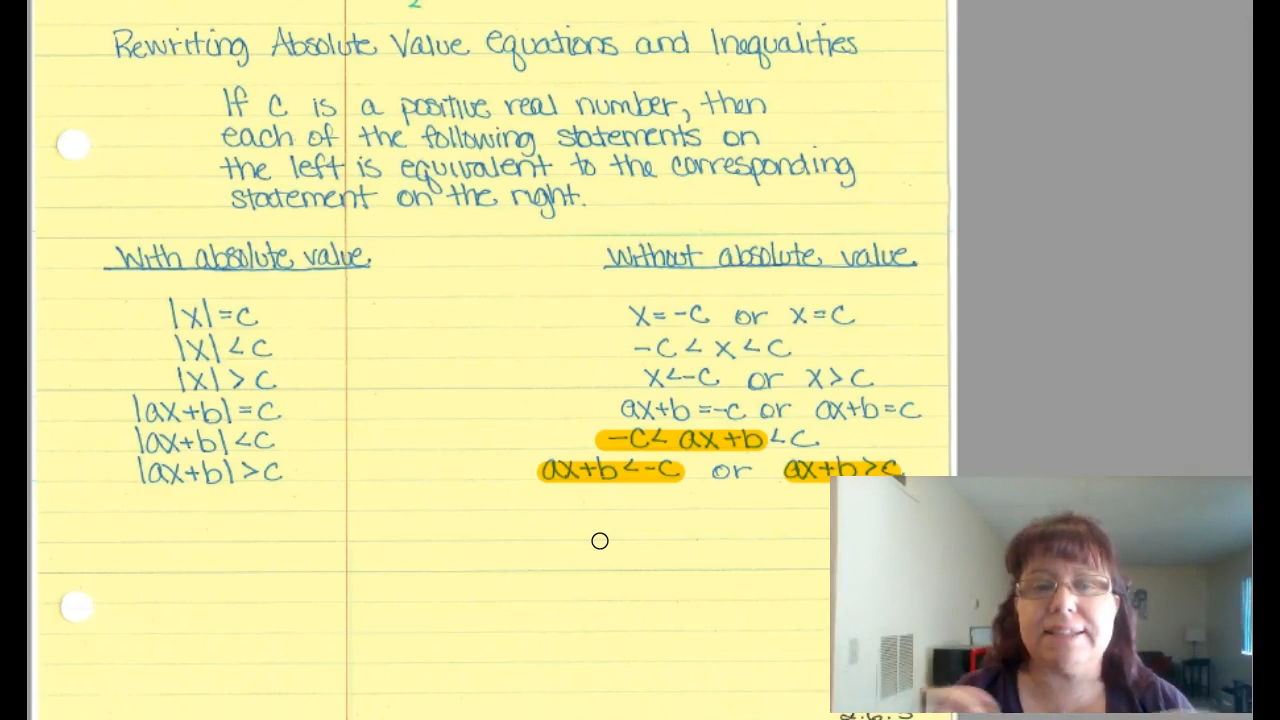 2
Rewriting Absolute Value Equations and Inequalities
If c is a positive real number, then
each of the following statements on
the left is equivalent to the corresponding
statement on the right.
With absolute value Without absolute value
|x|=c x=-c or x=c
|x|<c -c<x<c
|x|>c x<-c or x>c
|ax+b|=c ax+b=-c or ax+b=c
|ax+b|<c -c<ax+b<c
|ax+b|>c ax+b<-c or ax+b>c